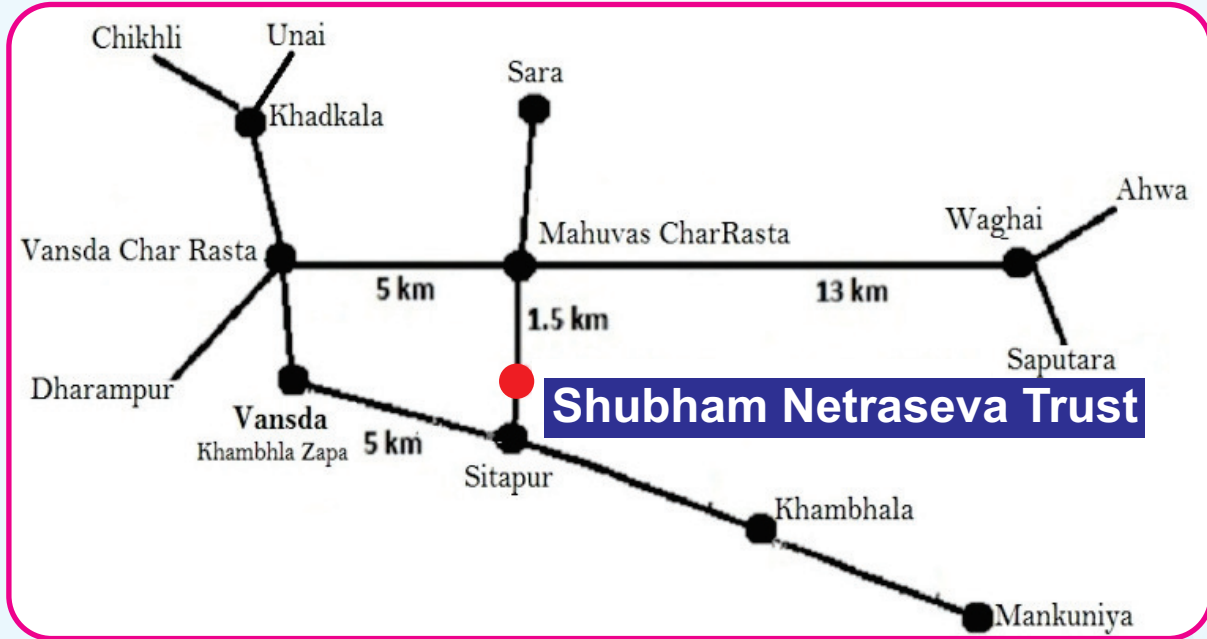 Chikhli
Unai
Sara
Khadkala
Ahwa
Waghai
Mahuvas CharRasta
Vansda Char Rasta
5 km
13 km
1.5 km
Saputara
Dharampur
Shubham Netraseva Trust
Vansda
Khambhla Zapa
5 km
Sitapur
Khambhala
Mankuniya